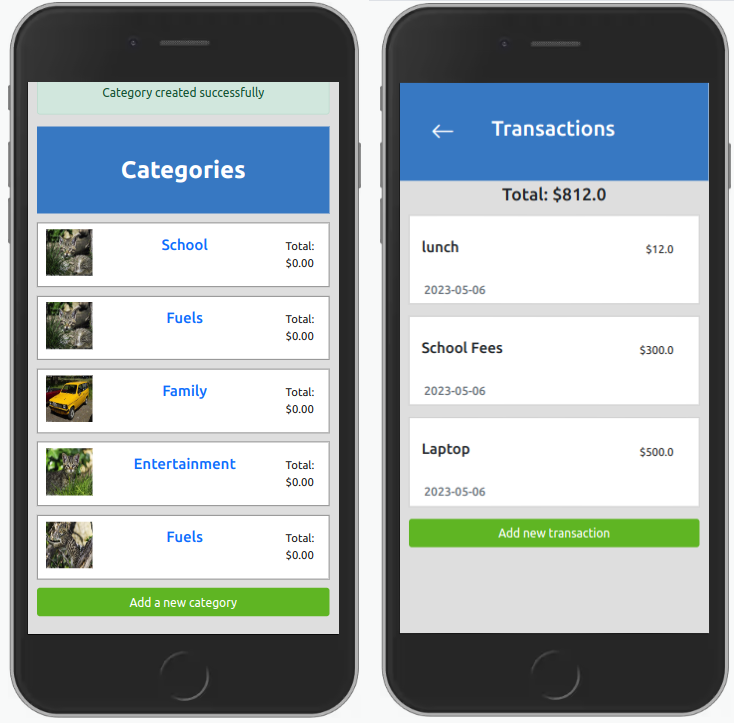 Category created successfully
Categories
School
Total:
$0.00
Fuels
Total:
$0.00
Family
Total:
$0.00
Entertainment
Total:
$0.00
Fuels
Total:
$0.00
Add a new category
Transactions
Total: $812.0
lunch
$12.0
2023-05-06
School Fees
$300.0
2023-05-06
Laptop
$500.0
2023-05-06
Add new transaction